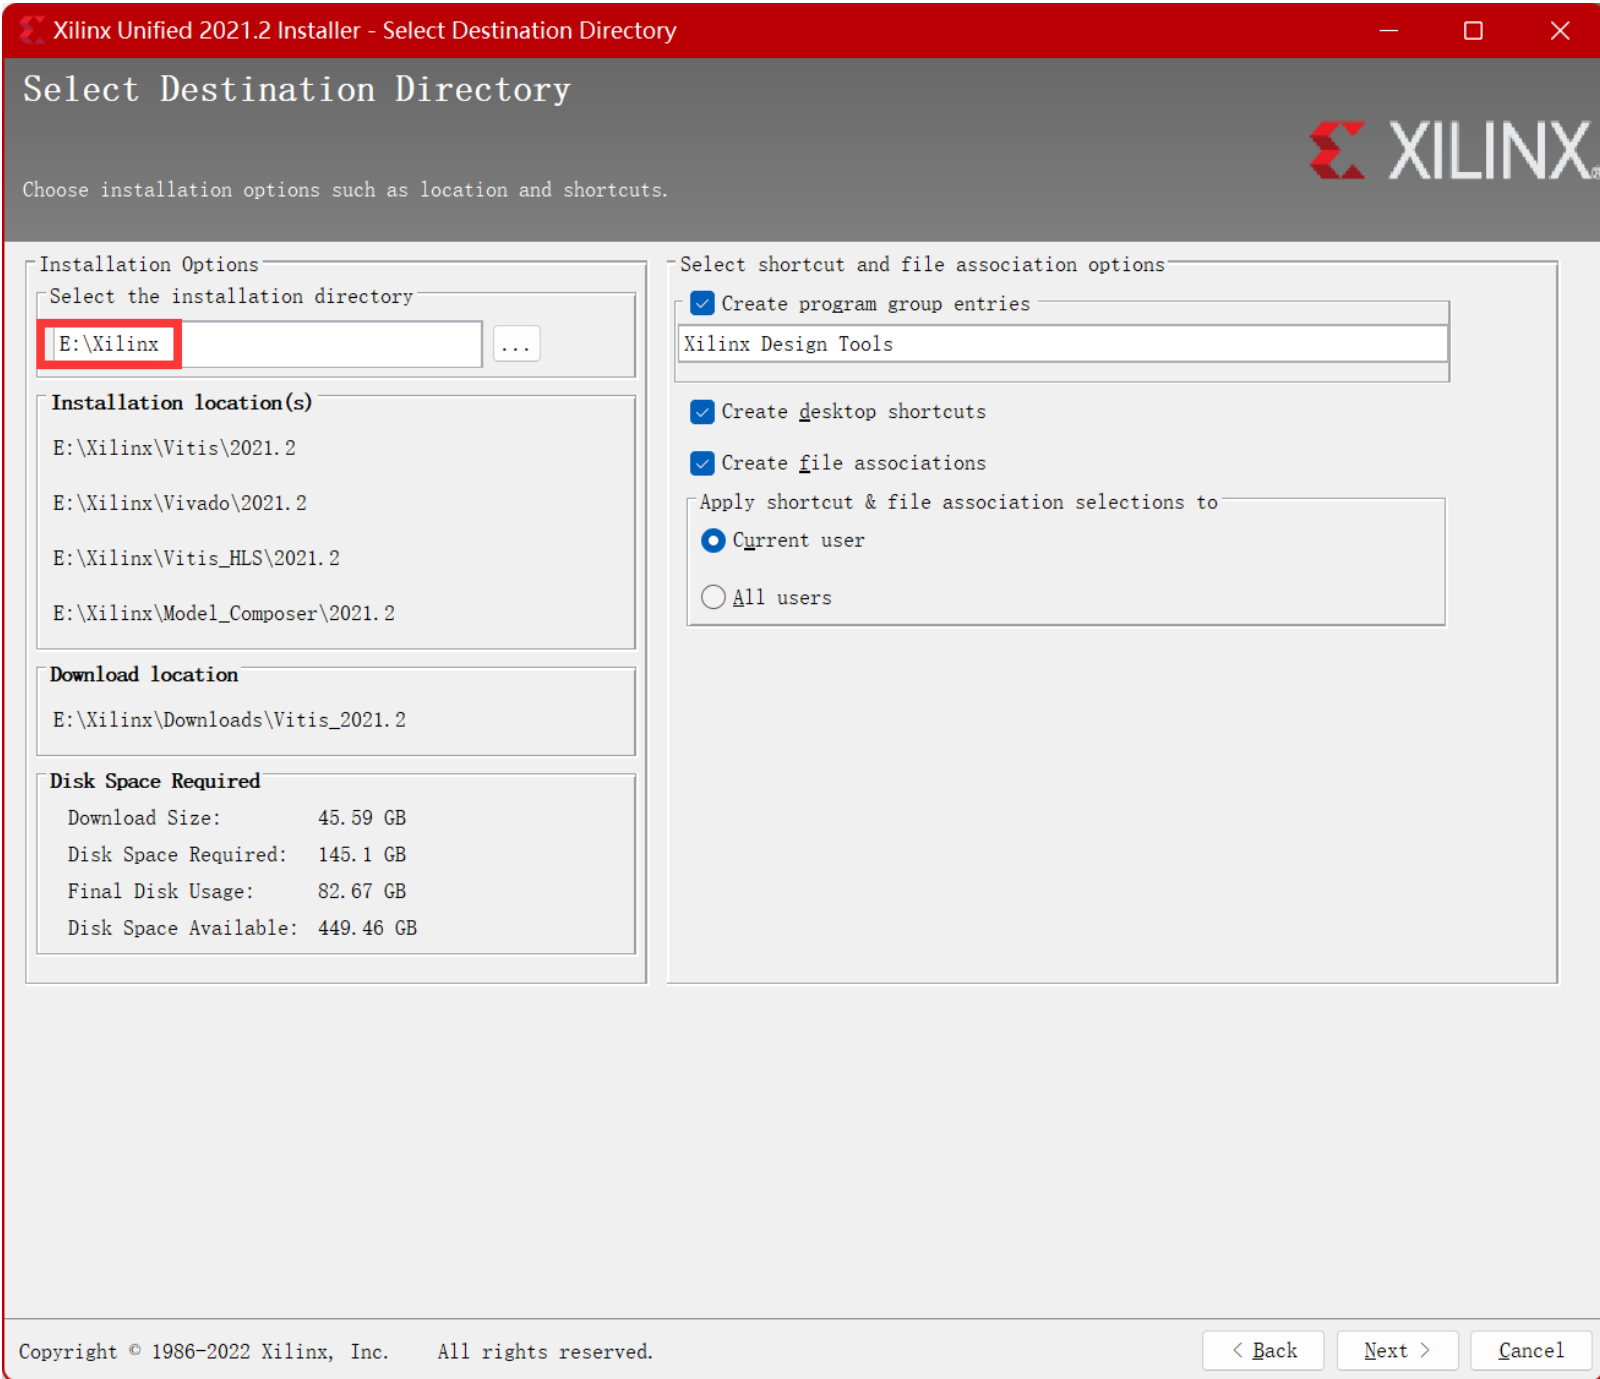 Xilinx Unified 2021.2 Installer - Select Destination Directory
Select Destination Directory
XILINX®
Choose installation options such as location and shortcuts.
Installation Options
Select the installation directory
E:\Xilinx
...
Installation location(s)
E:\Xilinx\Vitis\2021.2
E:\Xilinx\Vivado\2021.2
E:\Xilinx\Vitis_HLS\2021.2
E:\Xilinx\Model_Composer\2021.2
Download location
E:\Xilinx\Downloads\Vitis_2021.2
Disk Space Required
Download Size: 45.59 GB
Disk Space Required: 145.1 GB
Final Disk Usage: 82.67 GB
Disk Space Available: 449.46 GB
Select shortcut and file association options
Create program group entries
Xilinx Design Tools
Create desktop shortcuts
Create file associations
Apply shortcut & file association selections to
Current user
All users
Copyright © 1986-2022 Xilinx, Inc. All rights reserved.
< Back
Next >
Cancel